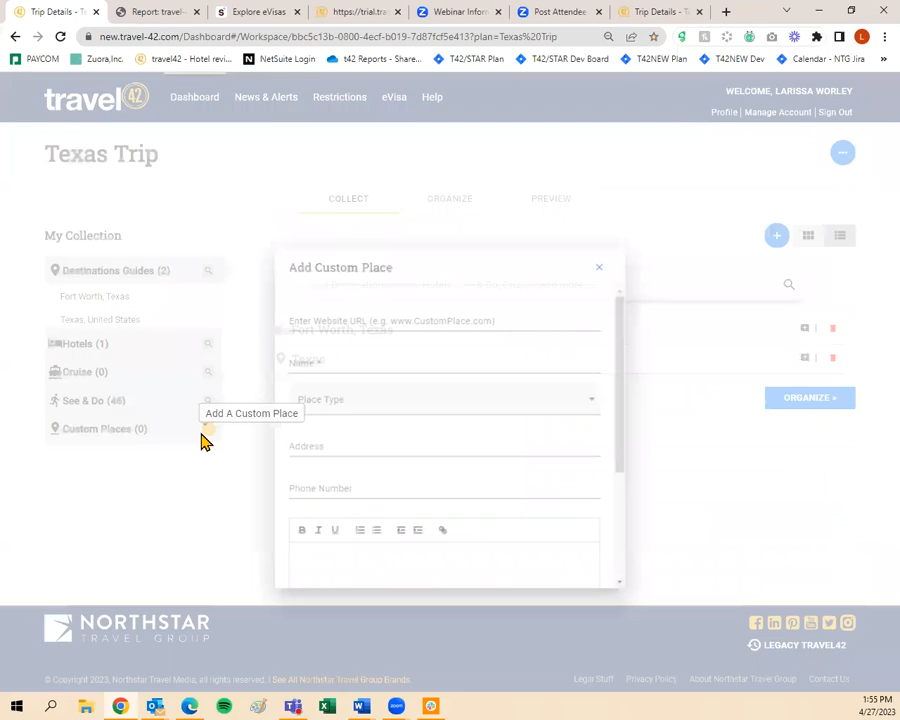 Trip Details - T
Report: travel-
Explore eVisas
https://trial.tra
Webinar Inform
Post Attendee
Trip Details - T
new.travel-42.com/Dashboard#/Workspace/bbc5c13b-0800-4ecf-b019-7d87fcf5e413?plan=Texas%20Trip
PAYCOM
Zuora,Inc.
travel42 - Hotel revi...
NetSuite Login
t42 Reports - Share...
T42/STAR Plan
T42/STAR Dev Board
T42NEW Plan
T42NEW Dev
Calendar - NTG Jira
travel 42
Dashboard
News & Alerts
Restrictions
eVisa
Help
WELCOME, LARISSA WORLEY
Profile | Manage Account | Sign Out
Texas Trip
COLLECT
ORGANIZE
PREVIEW
My Collection
Destinations Guides (2)
Fort Worth, Texas
Texas, United States
Hotels (1)
Cruise (0)
See & Do (46)
Custom Places (0)
Add A Custom Place
Add Custom Place
Enter Website URL (e.g. www.CustomPlace.com)
Fort Worth, Texas
Name *
Texas
Place Type
Address
Phone Number
B I U
ORGANIZE »
NORTHSTAR
TRAVEL GROUP
LEGACY TRAVEL42
© Copyright 2023, Northstar Travel Media, all rights reserved. | See All Northstar Travel Group Brands.
Legal Stuff
Privacy Policy
About Northstar Travel Group
Contact Us
1:55 PM
4/27/2023